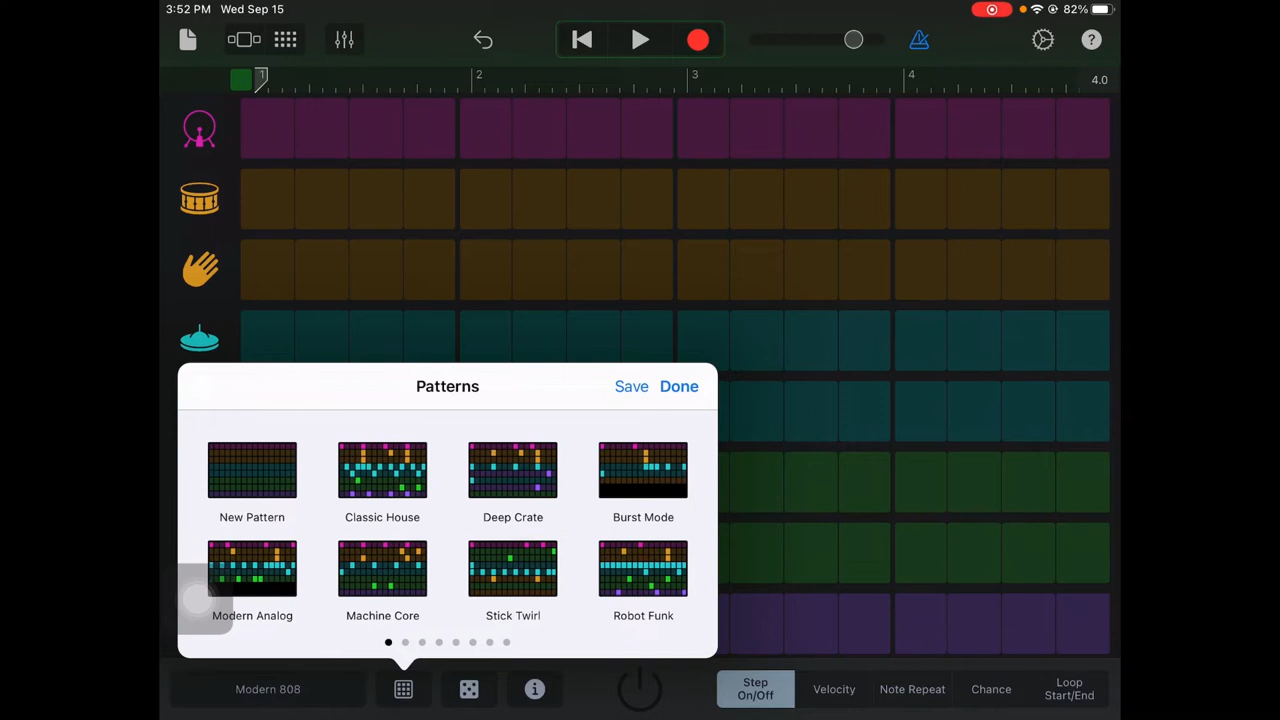 3:52 PM Wed Sep 15
82%
1 2 3 4 4.0
Patterns Save Done
New Pattern Classic House Deep Crate Burst Mode
Modern Analog Machine Core Stick Twirl Robot Funk
Modern 808
Step On/Off
Velocity
Note Repeat
Chance
Loop Start/End